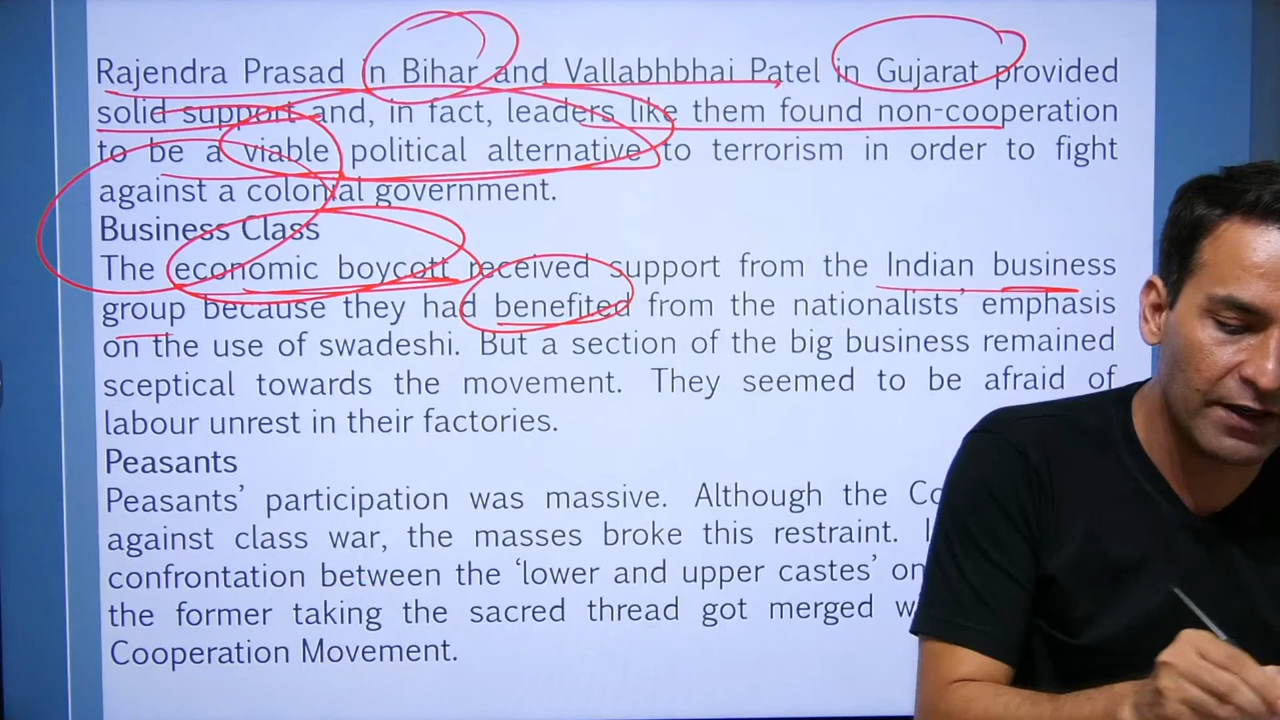 Rajendra Prasad in Bihar and Vallabhbhai Patel in Gujarat provided
solid support and, in fact, leaders like them found non-cooperation
to be a viable political alternative to terrorism in order to fight
against a colonial government.
Business Class
The economic boycott received support from the Indian business
group because they had benefited from the nationalists' emphasis
on the use of swadeshi. But a section of the big business remained
sceptical towards the movement. They seemed to be afraid of
labour unrest in their factories.
Peasants
Peasants' participation was massive. Although the
against class war, the masses broke this restraint.
confrontation between the 'lower and upper castes'
the former taking the sacred thread got merged
Cooperation Movement.